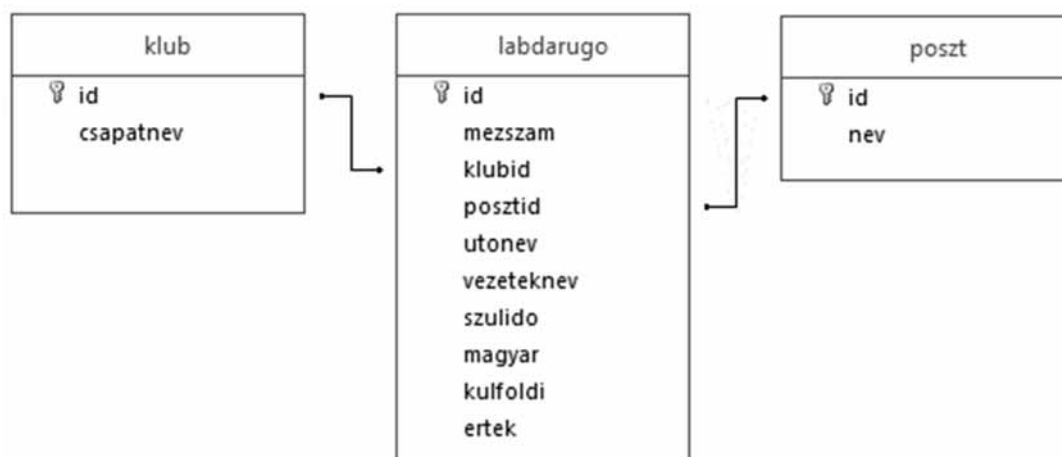 klub
id
csapatnev
labdarugo
id
mezszam
klubid
posztid
utonev
vezeteknev
szulido
magyar
kulfoldi
ertek
poszt
id
nev